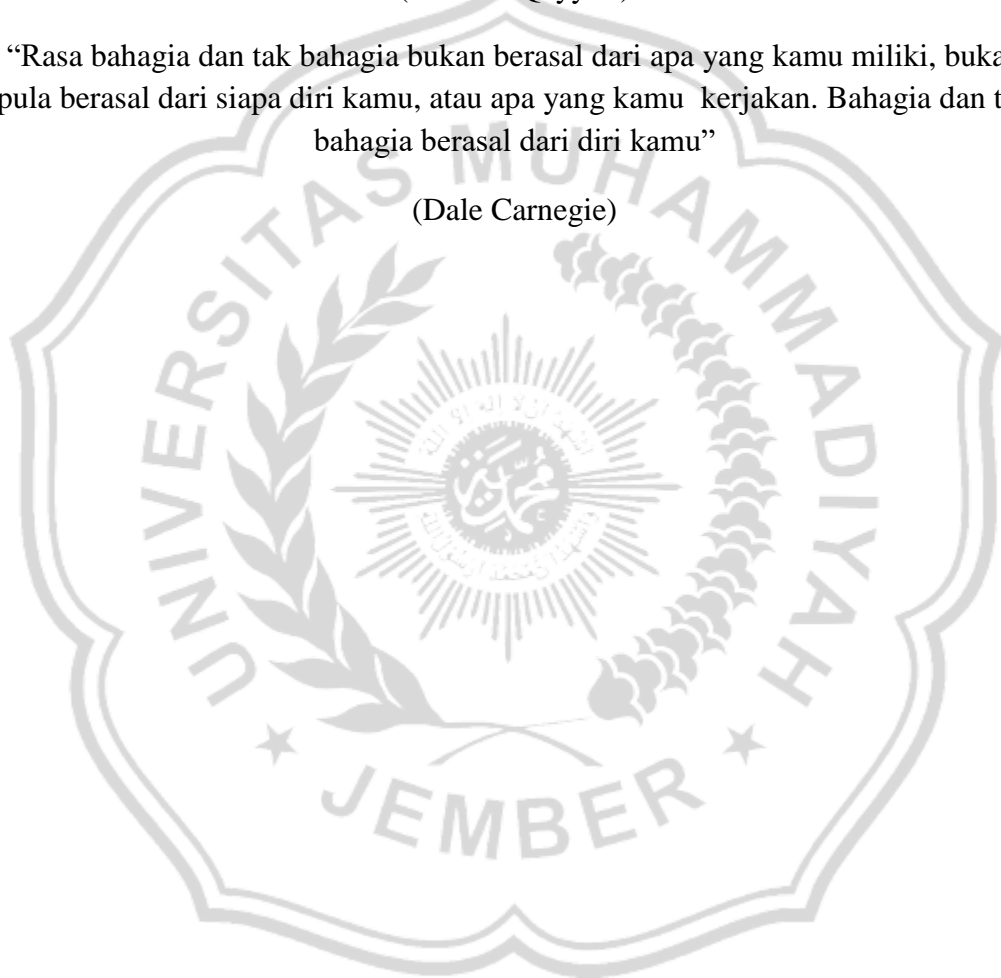 “Rasa bahagia dan tak bahagia bukan berasal dari apa yang kamu miliki,
pula berasal dari siapa diri kamu, atau apa yang kamu kerjakan. Bahagia dan
bahagia berasal dari diri kamu”
(Dale Carnegie)
UNIVERSITAS MUHAMMADIYAH
JEMBER